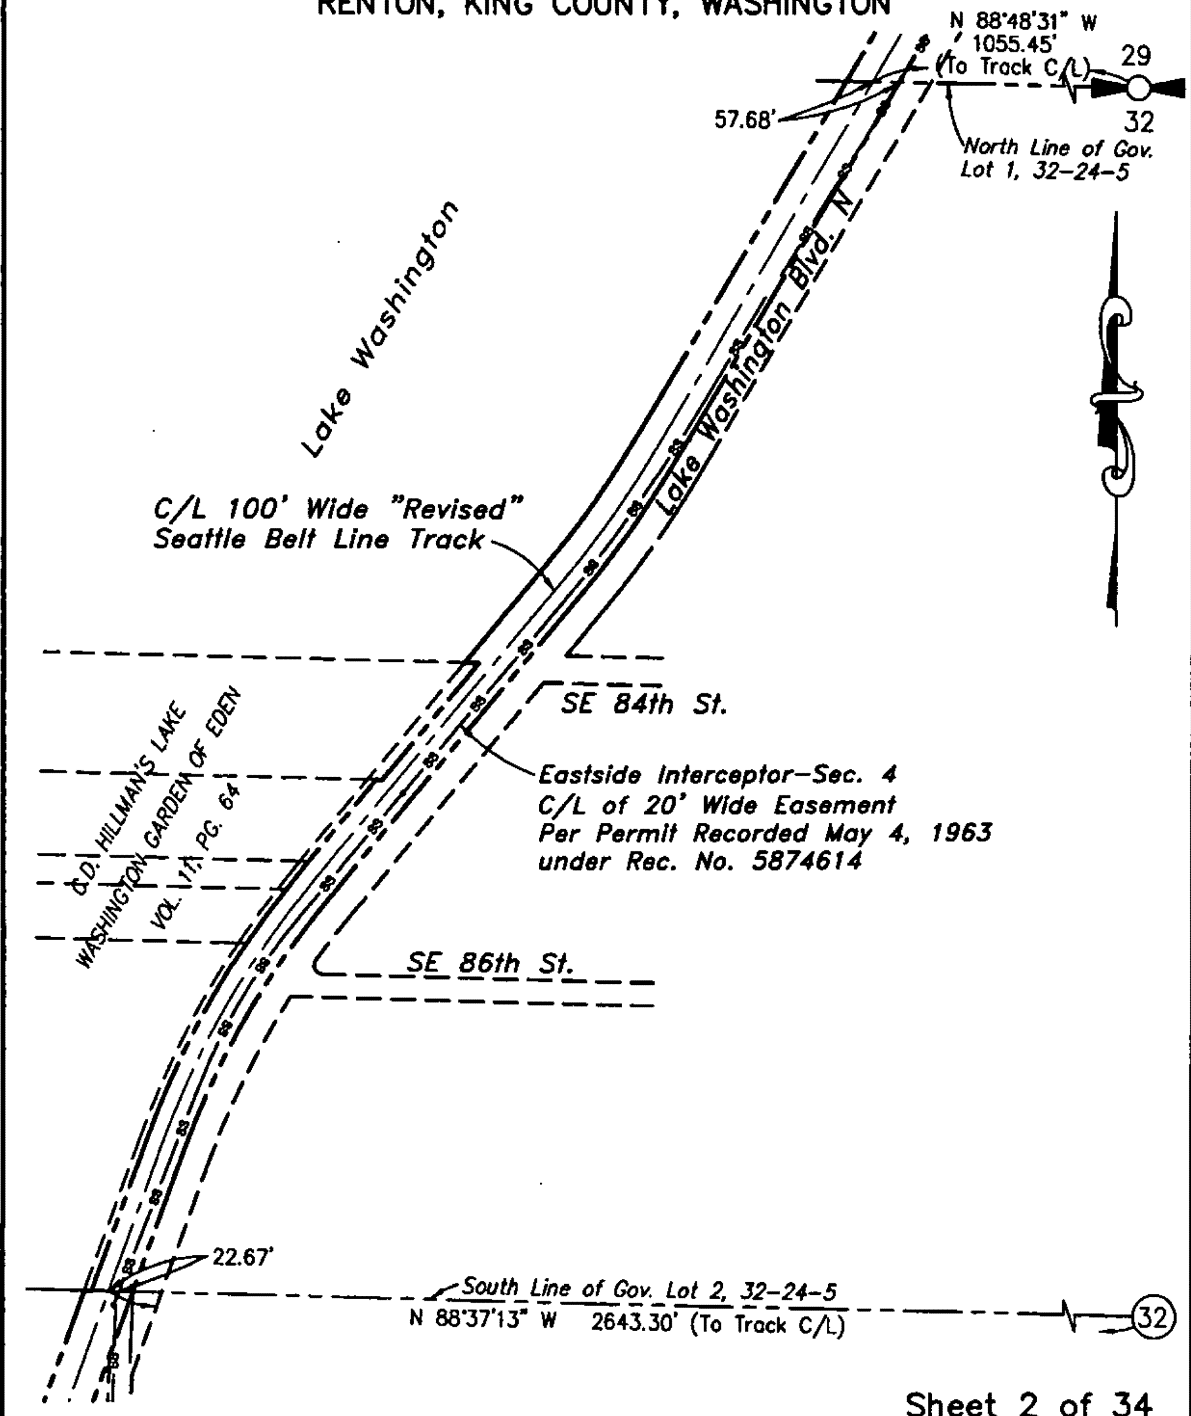 RENTON, KING COUNTY, WASHINGTON
N 88°48'31" W
1055.45'
(To Track C/L)
29
32
57.68'
North Line of Gov.
Lot 1, 32-24-5
Lake Washington
Lake Washington Blvd. N
C/L 100' Wide "Revised"
Seattle Belt Line Track
SE 84th St.
C.D. HILLMAN'S LAKE
WASHINGTON GARDEN OF EDEN
VOL. 11, PG. 64
Eastside Interceptor-Sec. 4
C/L of 20' Wide Easement
Per Permit Recorded May 4, 1963
under Rec. No. 5874614
SE 86th St.
22.67'
South Line of Gov. Lot 2, 32-24-5
N 88°37'13" W 2643.30' (To Track C/L)
32
Sheet 2 of 34